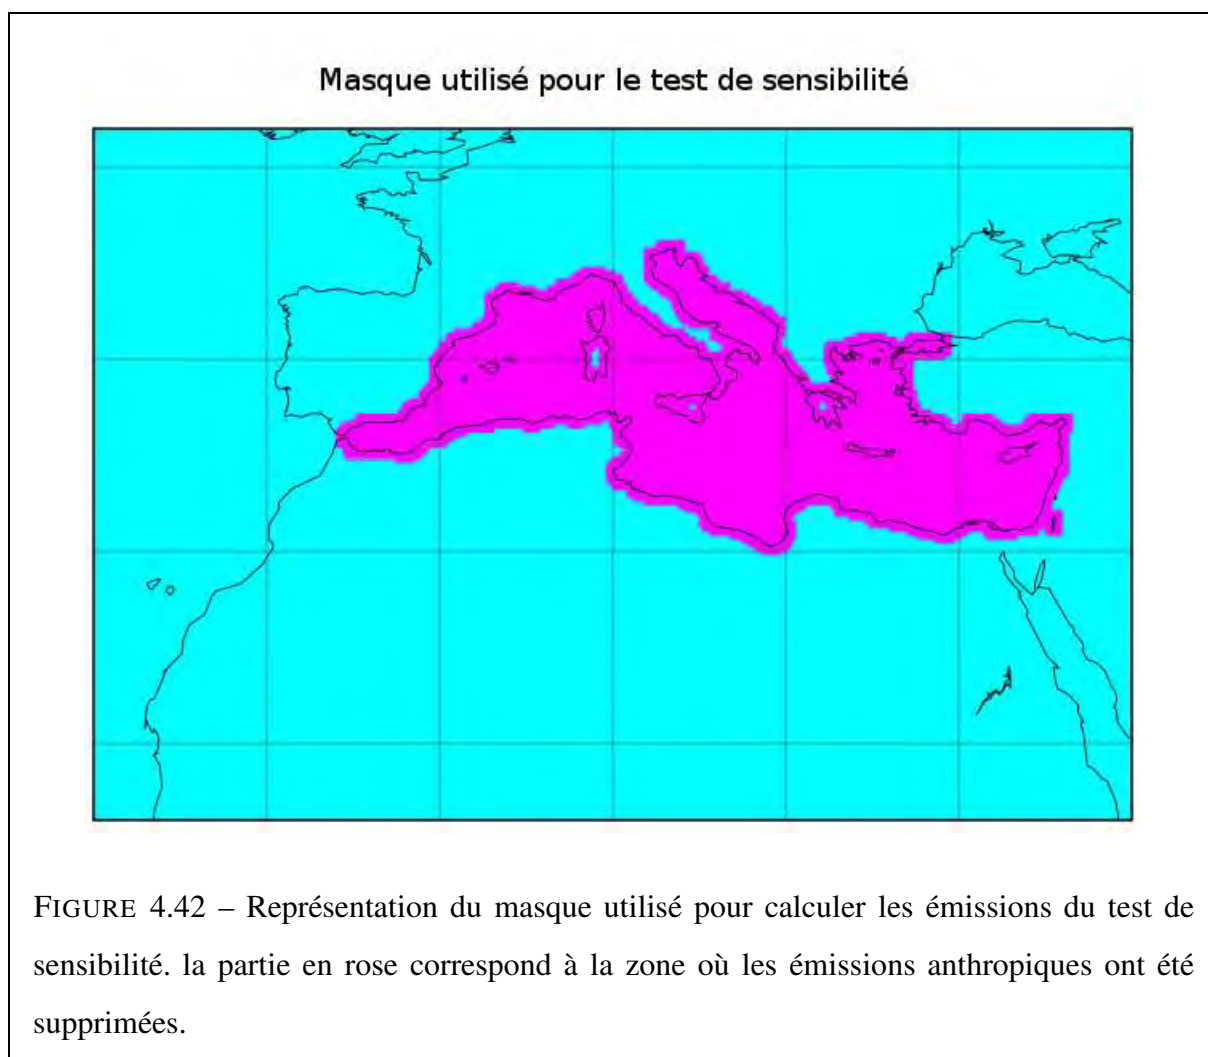 Masque utilisé pour le test de sensibilité
FIGURE 4.42 – Représentation du masque utilisé pour calculer les émissions du test de
sensibilité. la partie en rose correspond à la zone où les émissions anthropiques ont été
supprimées.